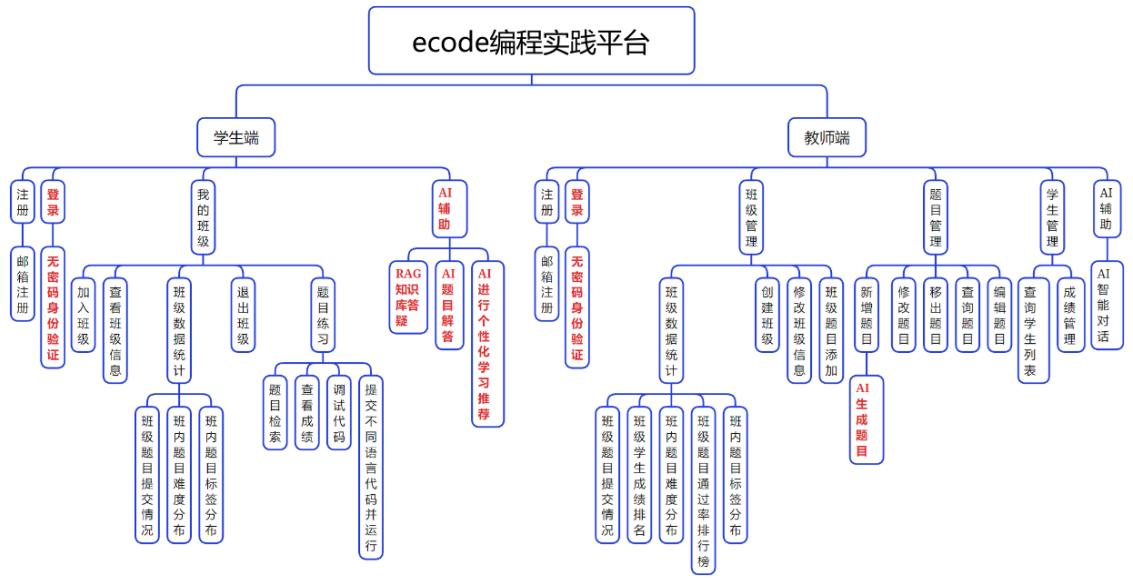 ecode编程实践平台
学生端
教师端
注册
登录
我的班级
AI辅助
注册
登录
班级管理
题目管理
学生管理
AI辅助
邮箱注册
无密码身份验证
加入班级
查看班级信息
班级数据统计
退出班级
题目练习
RAG知识库答疑
AI题目解答
AI进行个性化学习推荐
邮箱注册
无密码身份验证
班级数据统计
创建班级
修改班级信息
班级题目添加
新增题目
修改题目
移出题目
查询题目
编辑题目
查询学生列表
成绩管理
AI智能对话
班级题目提交情况
班内题目难度分布
班内题目标签分布
题目检索
查看成绩
调试代码
提交不同语言代码并运行
班级题目提交情况
班级学生成绩排名
班内题目难度分布
班级题目通过率排行榜
班内题目标签分布
AI生成题目